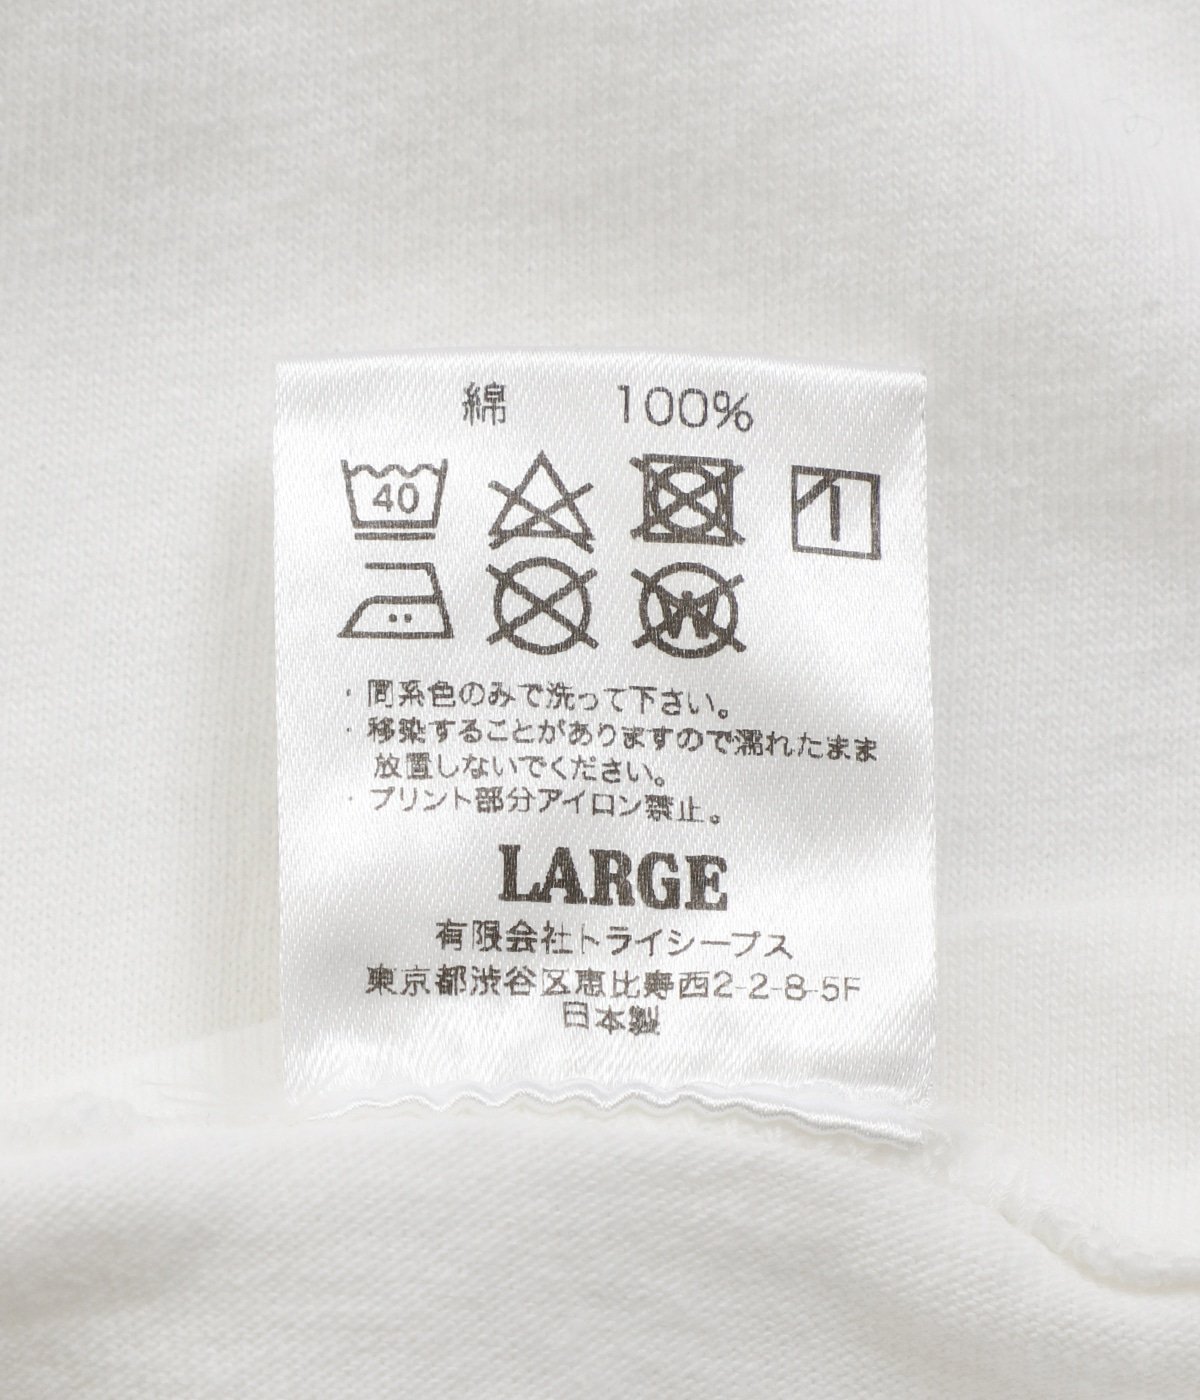 綿 100%
40
W
・同系色のみで洗って下さい。
・移染することがありますので濡れたまま
放置しないでください。
・プリント部分アイロン禁止。
LARGE
有限会社トライシープス
東京都渋谷区恵比寿西2-2-8-5F
日本製